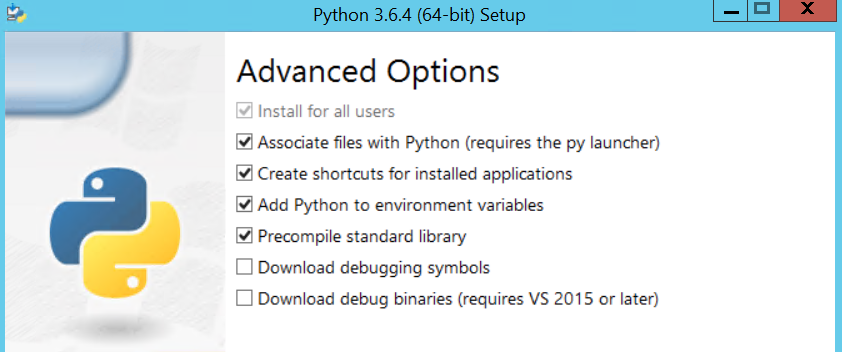 Python 3.6.4 (64-bit) Setup
Advanced Options
Install for all users
Associate files with Python (requires the py launcher)
Create shortcuts for installed applications
Add Python to environment variables
Precompile standard library
Download debugging symbols
Download debug binaries (requires VS 2015 or later)